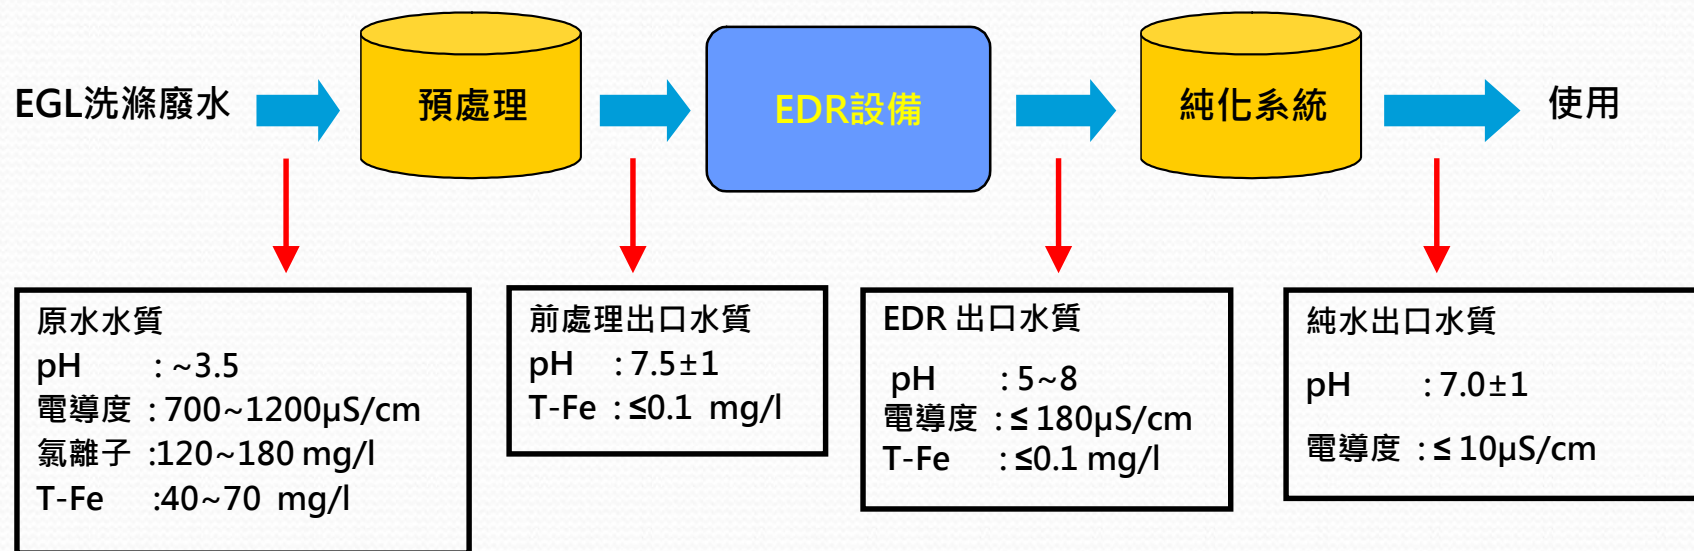 EGL洗滌廢水
預處理
EDR設備
純化系統
使用
原水水質
pH : ~3.5
電導度 : 700~1200μS/cm
氯離子 :120~180 mg/l
T-Fe :40~70 mg/l
前處理出口水質
pH : 7.5±1
T-Fe : ≤0.1 mg/l
EDR 出口水質
pH : 5~8
電導度 : ≤ 180μS/cm
T-Fe : ≤0.1 mg/l
純水出口水質
pH : 7.0±1
電導度 : ≤ 10μS/cm